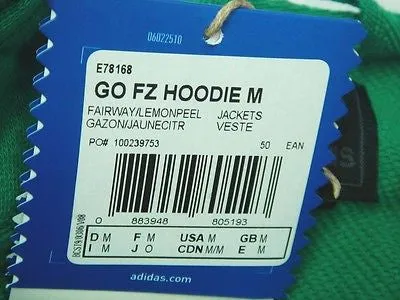 06022510
E78168
GO FZ HOODIE M
FAIRWAY/LEMONPEEL JACKETS
GAZON/JAUNECITR VESTE
PO# 100239753 50 EAN
0 883948 805193
D M F M USA M GB M
I M J O CDN M/M E M
adidas.com